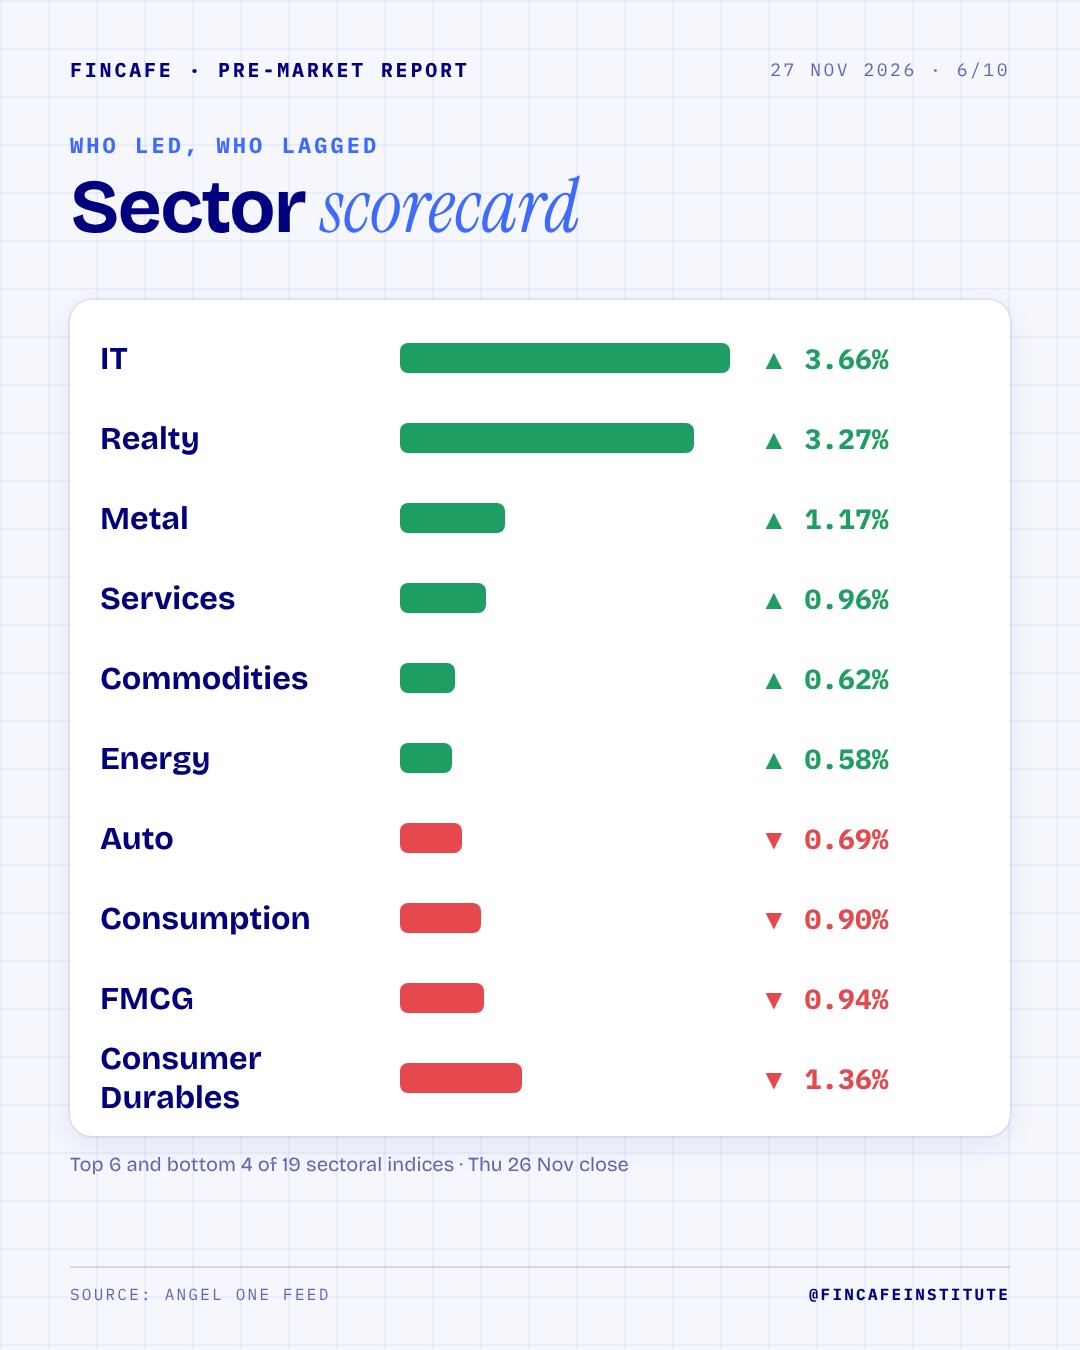 FINCAFE · PRE-MARKET REPORT
27 NOV 2026 · 6/10
WHO LED, WHO LAGGED
Sector scorecard
IT ▲ 3.66%
Realty ▲ 3.27%
Metal ▲ 1.17%
Services ▲ 0.96%
Commodities ▲ 0.62%
Energy ▲ 0.58%
Auto ▼ 0.69%
Consumption ▼ 0.90%
FMCG ▼ 0.94%
Consumer
Durables ▼ 1.36%
Top 6 and bottom 4 of 19 sectoral indices · Thu 26 Nov close
SOURCE: ANGEL ONE FEED
@FINCAFEINSTITUTE